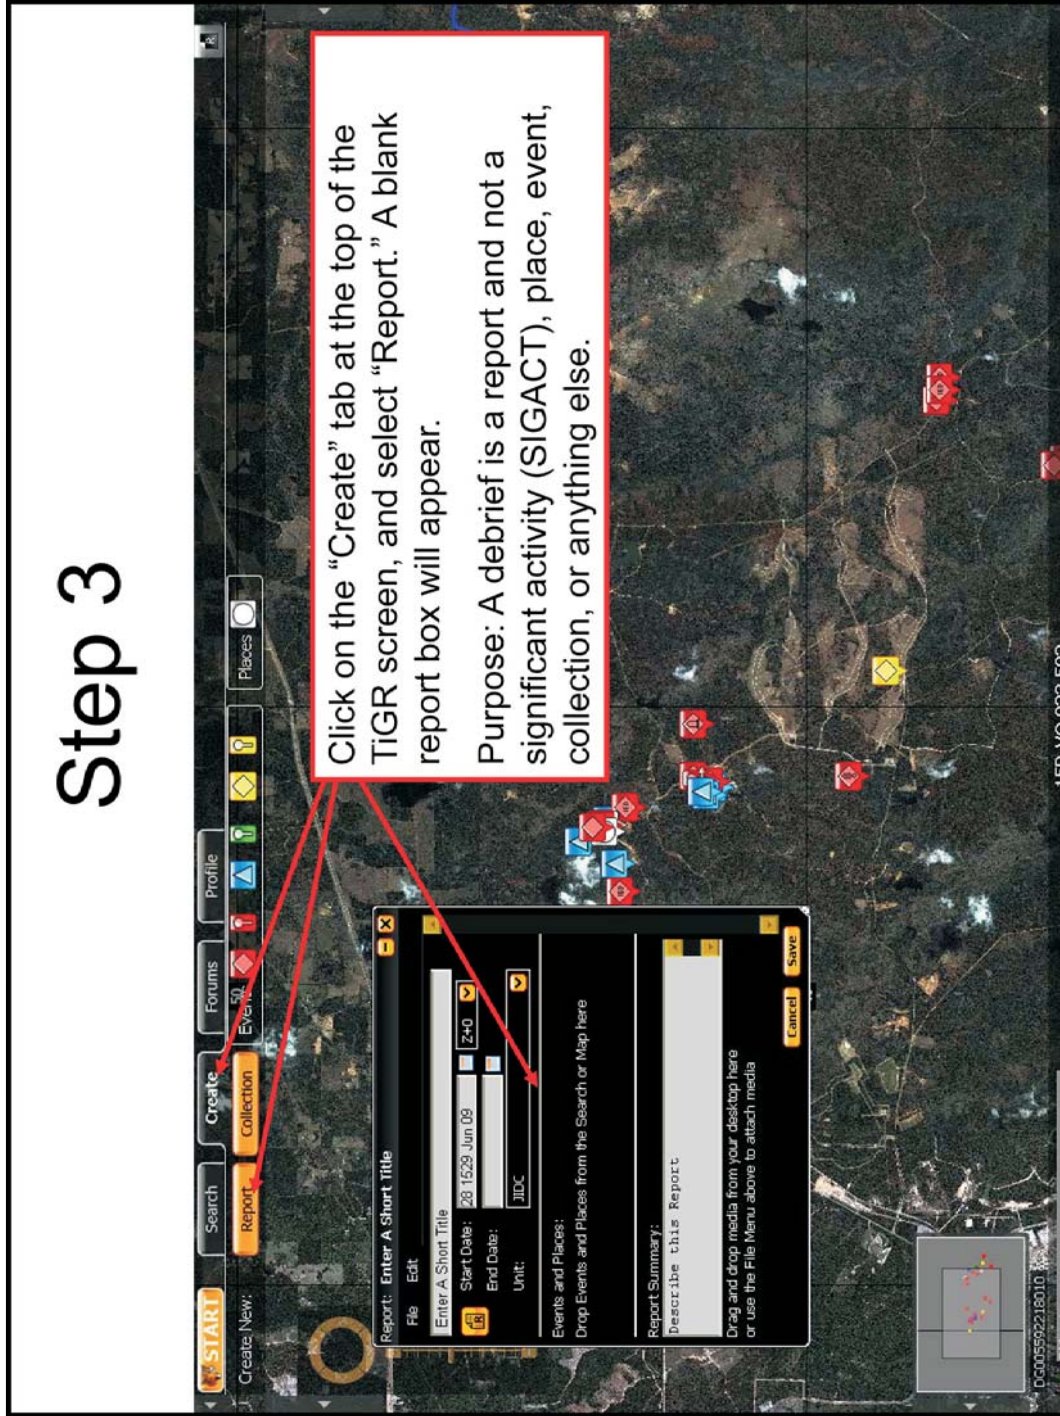 Step 3
START
Search
Create
Forums
Profile
Create New:
Report
Collection
50
Places
Click on the “Create” tab at the top of the
TiGR screen, and select “Report.” A blank
report box will appear.
Purpose: A debrief is a report and not a
significant activity (SIGACT), place, event,
collection, or anything else.
Report: Enter A Short Title
File Edit
Enter A Short Title
Start Date: 28 1529 Jun 09 Z+0
End Date:
Unit: JIDC
Events and Places:
Drop Events and Places from the Search or Map here
Report Summary:
Describe this Report
Drag and drop media from your desktop here
or use the File Menu above to attach media
Cancel Save
DG005592218010